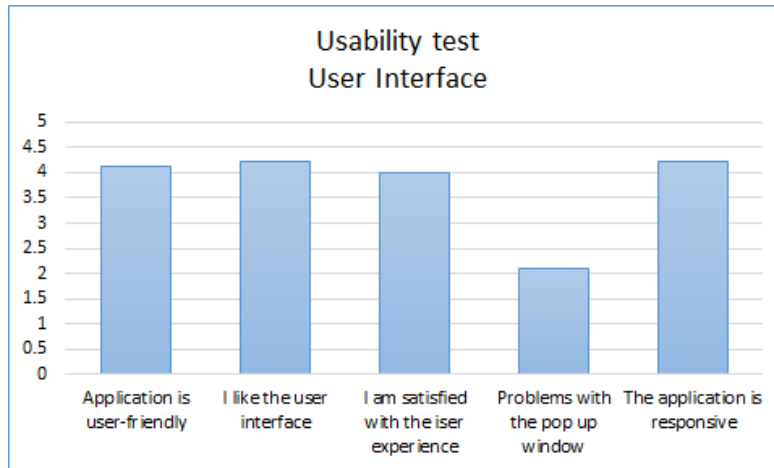 Usability test
User Interface
5
4.5
4
3.5
3
2.5
2
1.5
1
0.5
0
Application is
user-friendly
I like the user
interface
I am satisfied
with the iser
experience
Problems with
the pop up
window
The application is
responsive